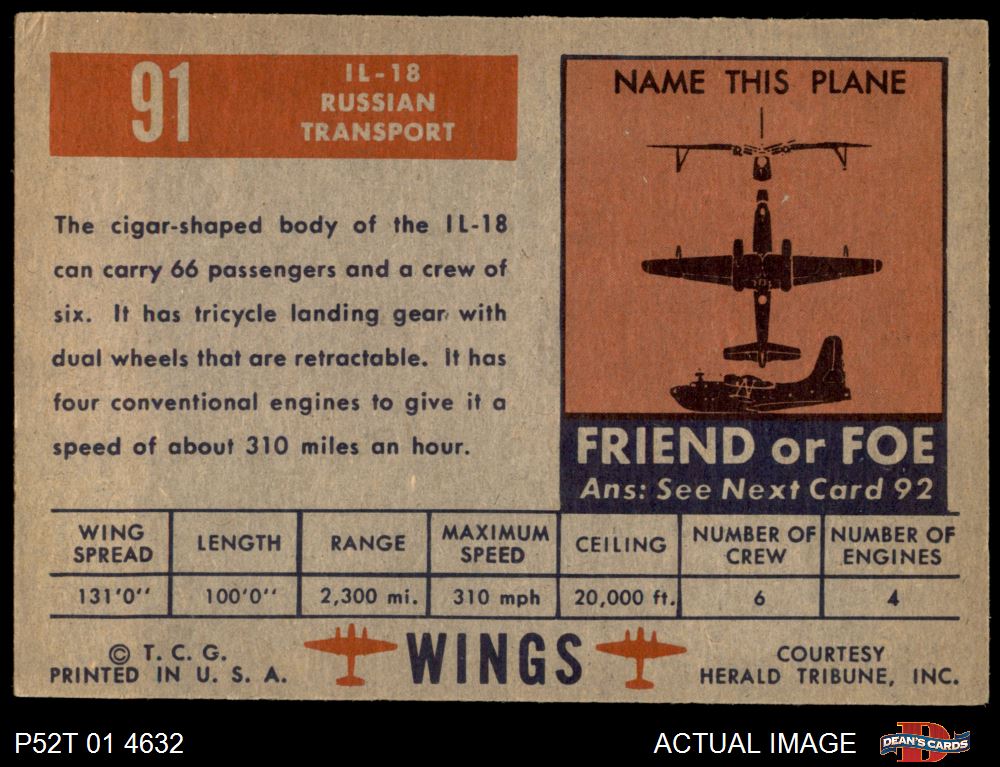 91
IL-18
RUSSIAN
TRANSPORT
The cigar-shaped body of the IL-18
can carry 66 passengers and a crew of
six. It has tricycle landing gear with
dual wheels that are retractable. It has
four conventional engines to give it a
speed of about 310 miles an hour.
NAME THIS PLANE
FRIEND or FOE
Ans: See Next Card 92
WING SPREAD LENGTH RANGE MAXIMUM SPEED CEILING NUMBER OF CREW NUMBER OF ENGINES
131'0'' 100'0'' 2,300 mi. 310 mph 20,000 ft. 6 4
© T. C. G.
PRINTED IN U. S. A.
WINGS
COURTESY
HERALD TRIBUNE, INC.
P52T 01 4632
ACTUAL IMAGE
D
DEAN'S CARDS